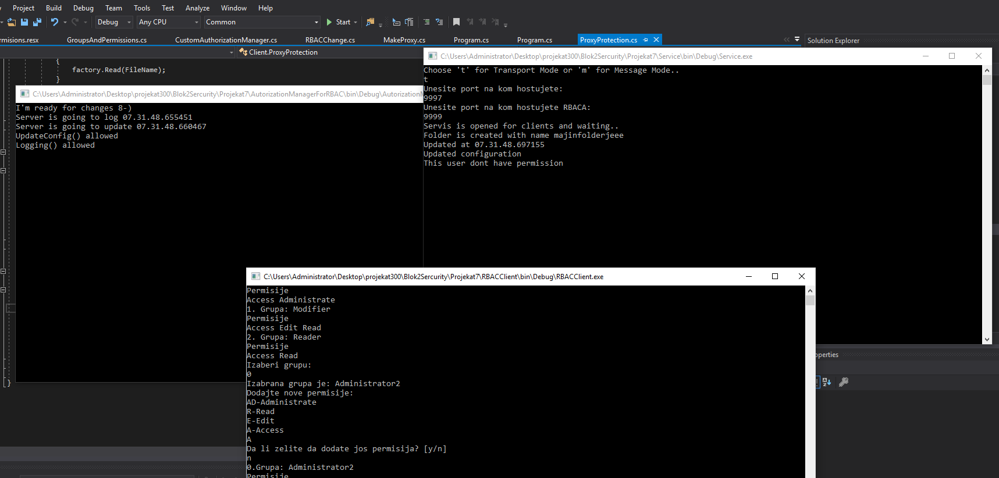 Project Build Debug Team Tools Test Analyze Window Help
Debug Any CPU Common Start
GroupsAndPermissions.cs CustomAuthorizationManager.cs RBACChange.cs MakeProxy.cs Program.cs Program.cs ProxyProtection.cs
Solution Explorer
Client.ProxyProtection
{
factory.Read(FileName);
}
}
C:\Users\Administrator\Desktop\projekat300\Blok2Sercurity\Projekat7\AutorizationManagerForRBAC\bin\Debug\
I'm ready for changes 8-)
Server is going to log 07.31.48.655451
Server is going to update 07.31.48.660467
UpdateConfig() allowed
Logging() allowed
C:\Users\Administrator\Desktop\projekat300\Blok2Sercurity\Projekat7\Service\bin\Debug\Service.exe
Choose 't' for Transport Mode or 'm' for Message Mode..
t
Unesite port na kom hostujete:
9997
Unesite port na kom hostujete RBACA:
9999
Servis is opened for clients and waiting..
Folder is created with name majinfolderjeee
Updated at 07.31.48.697155
Updated configuration
This user dont have permission
C:\Users\Administrator\Desktop\projekat300\Blok2Sercurity\Projekat7\RBACClient\bin\Debug\RBACClient.exe
Permisije
Access Administrate
1. Grupa: Modifier
Permisije
Access Edit Read
2. Grupa: Reader
Permisije
Access Read
Izaberi grupu:
0
Izabrana grupa je: Administrator2
Dodajte nove permisije:
AD-Administrate
R-Read
E-Edit
A-Access
A
Da li zelite da dodate jos permisija? [y/n]
n
0.Grupa: Administrator2
Permisije